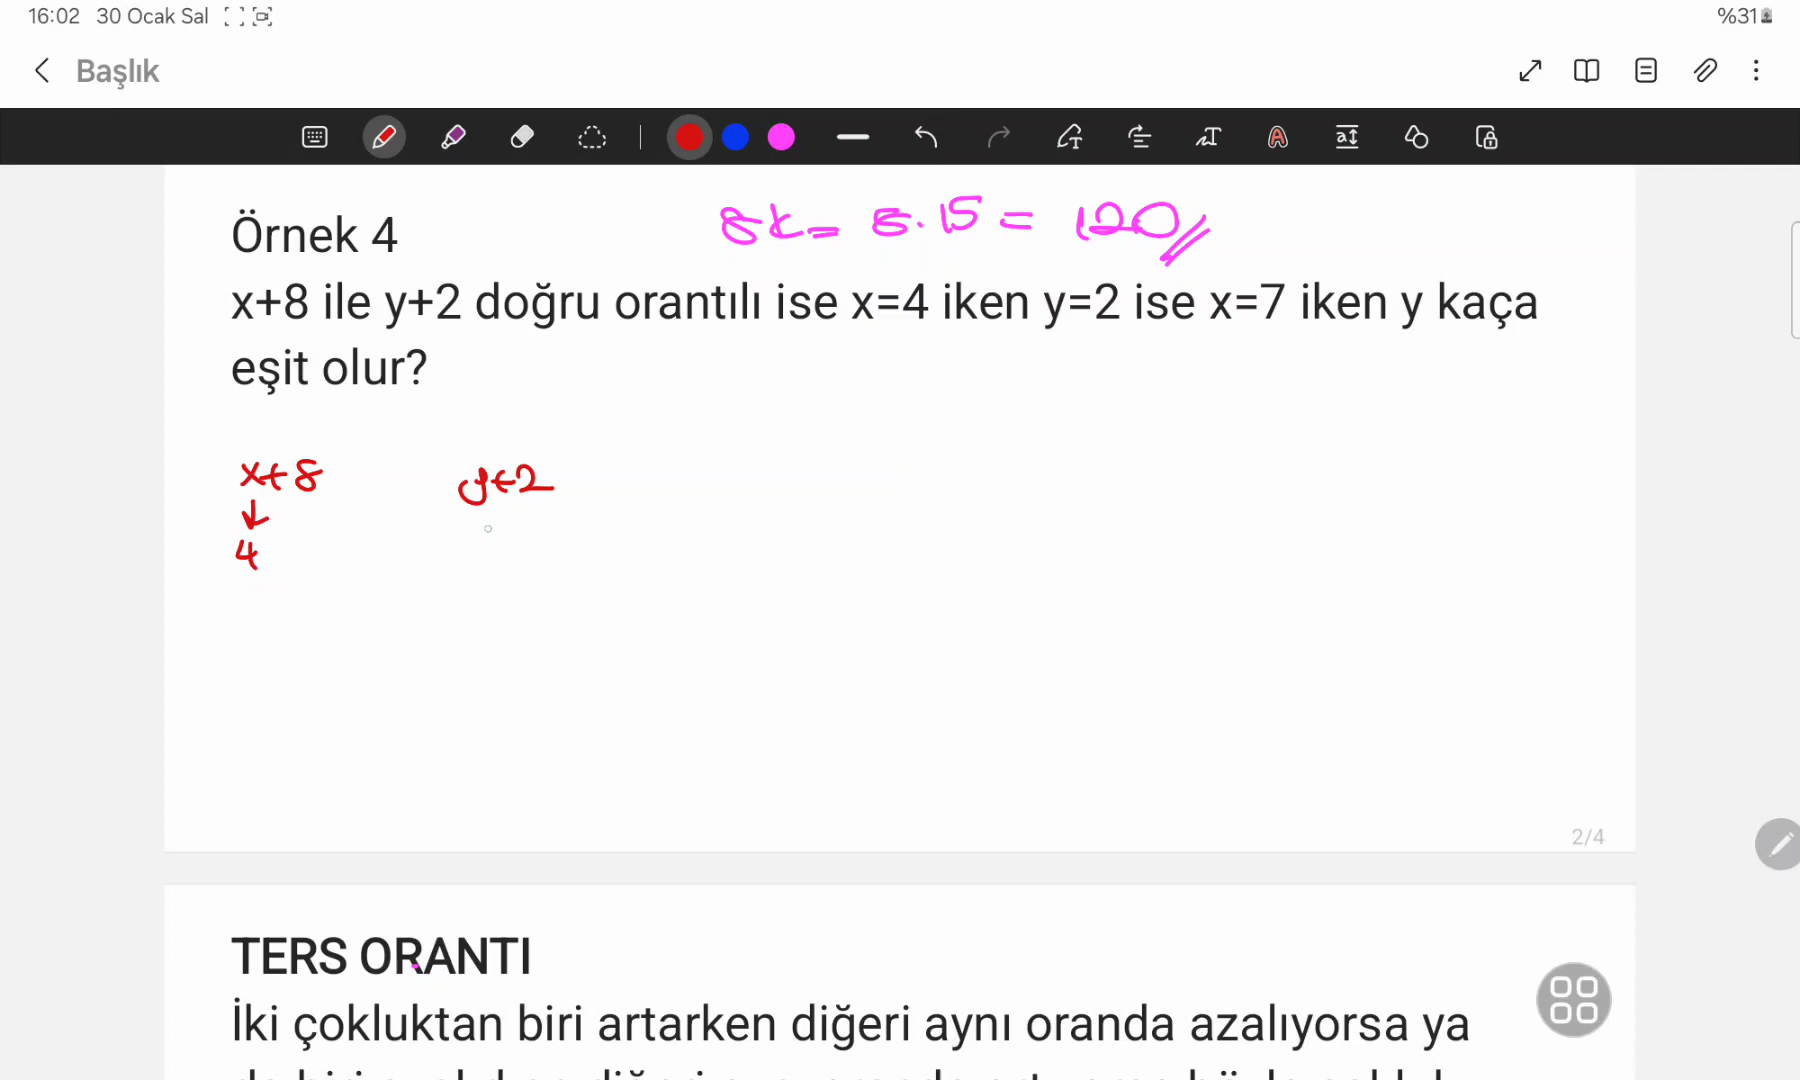 16:02 30 Ocak Sal
%31
Başlık
Örnek 4
8k = 8.15 = 120
x+8 ile y+2 doğru orantılı ise x=4 iken y=2 ise x=7 iken y kaça
eşit olur?
x+8 y+2
4
2/4
TERS ORANTI
İki çokluktan biri artarken diğeri aynı oranda azalıyorsa ya